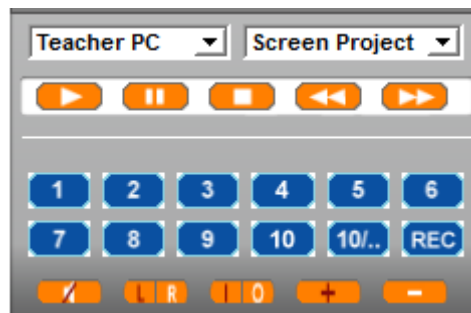 Teacher PC Screen Project
1 2 3 4 5 6
7 8 9 10 10/.. REC
L R I O + -